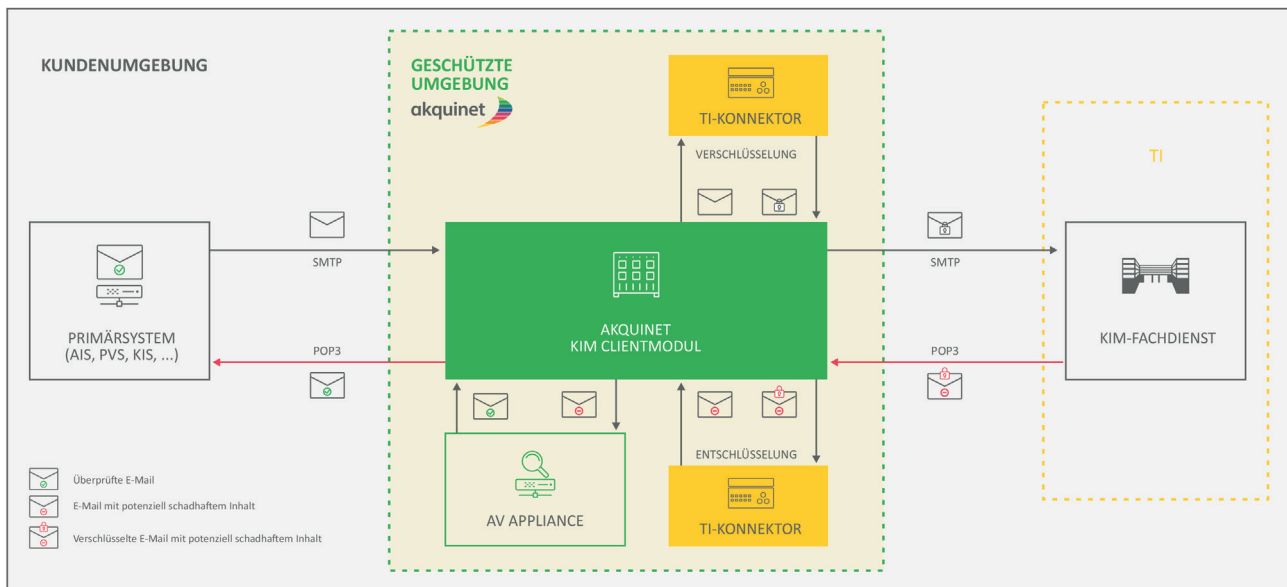 KUNDENUMGEBUNG
GESCHÜTZTE
UMGEBUNG
akquinet
TI-KONNEKTOR
VERSCHLÜSSELUNG
TI
SMTP
SMTP
PRIMÄRSYSTEM
(AIS, PVS, KIS, ...)
AKQUINET
KIM CLIENTMODUL
KIM-FACHDIENST
POP3
POP3
ENTSCHLÜSSELUNG
AV APPLIANCE
TI-KONNEKTOR
Überprüfte E-Mail
E-Mail mit potenziell schadhaftem Inhalt
Verschlüsselte E-Mail mit potenziell schadhaftem Inhalt